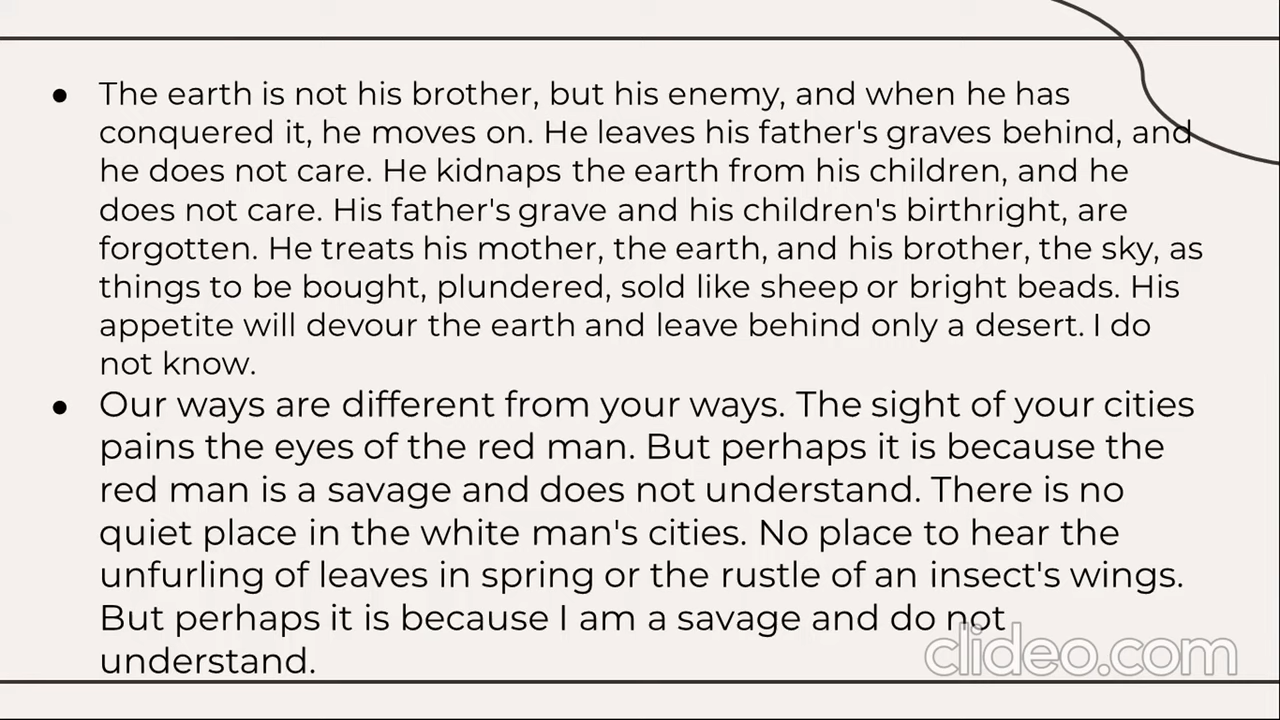 ● The earth is not his brother, but his enemy, and when he has
conquered it, he moves on. He leaves his father's graves behind, and
he does not care. He kidnaps the earth from his children, and he
does not care. His father's grave and his children's birthright, are
forgotten. He treats his mother, the earth, and his brother, the sky, as
things to be bought, plundered, sold like sheep or bright beads. His
appetite will devour the earth and leave behind only a desert. I do
not know.
● Our ways are different from your ways. The sight of your cities
pains the eyes of the red man. But perhaps it is because the
red man is a savage and does not understand. There is no
quiet place in the white man's cities. No place to hear the
unfurling of leaves in spring or the rustle of an insect's wings.
But perhaps it is because I am a savage and do not
understand.
clideo.com